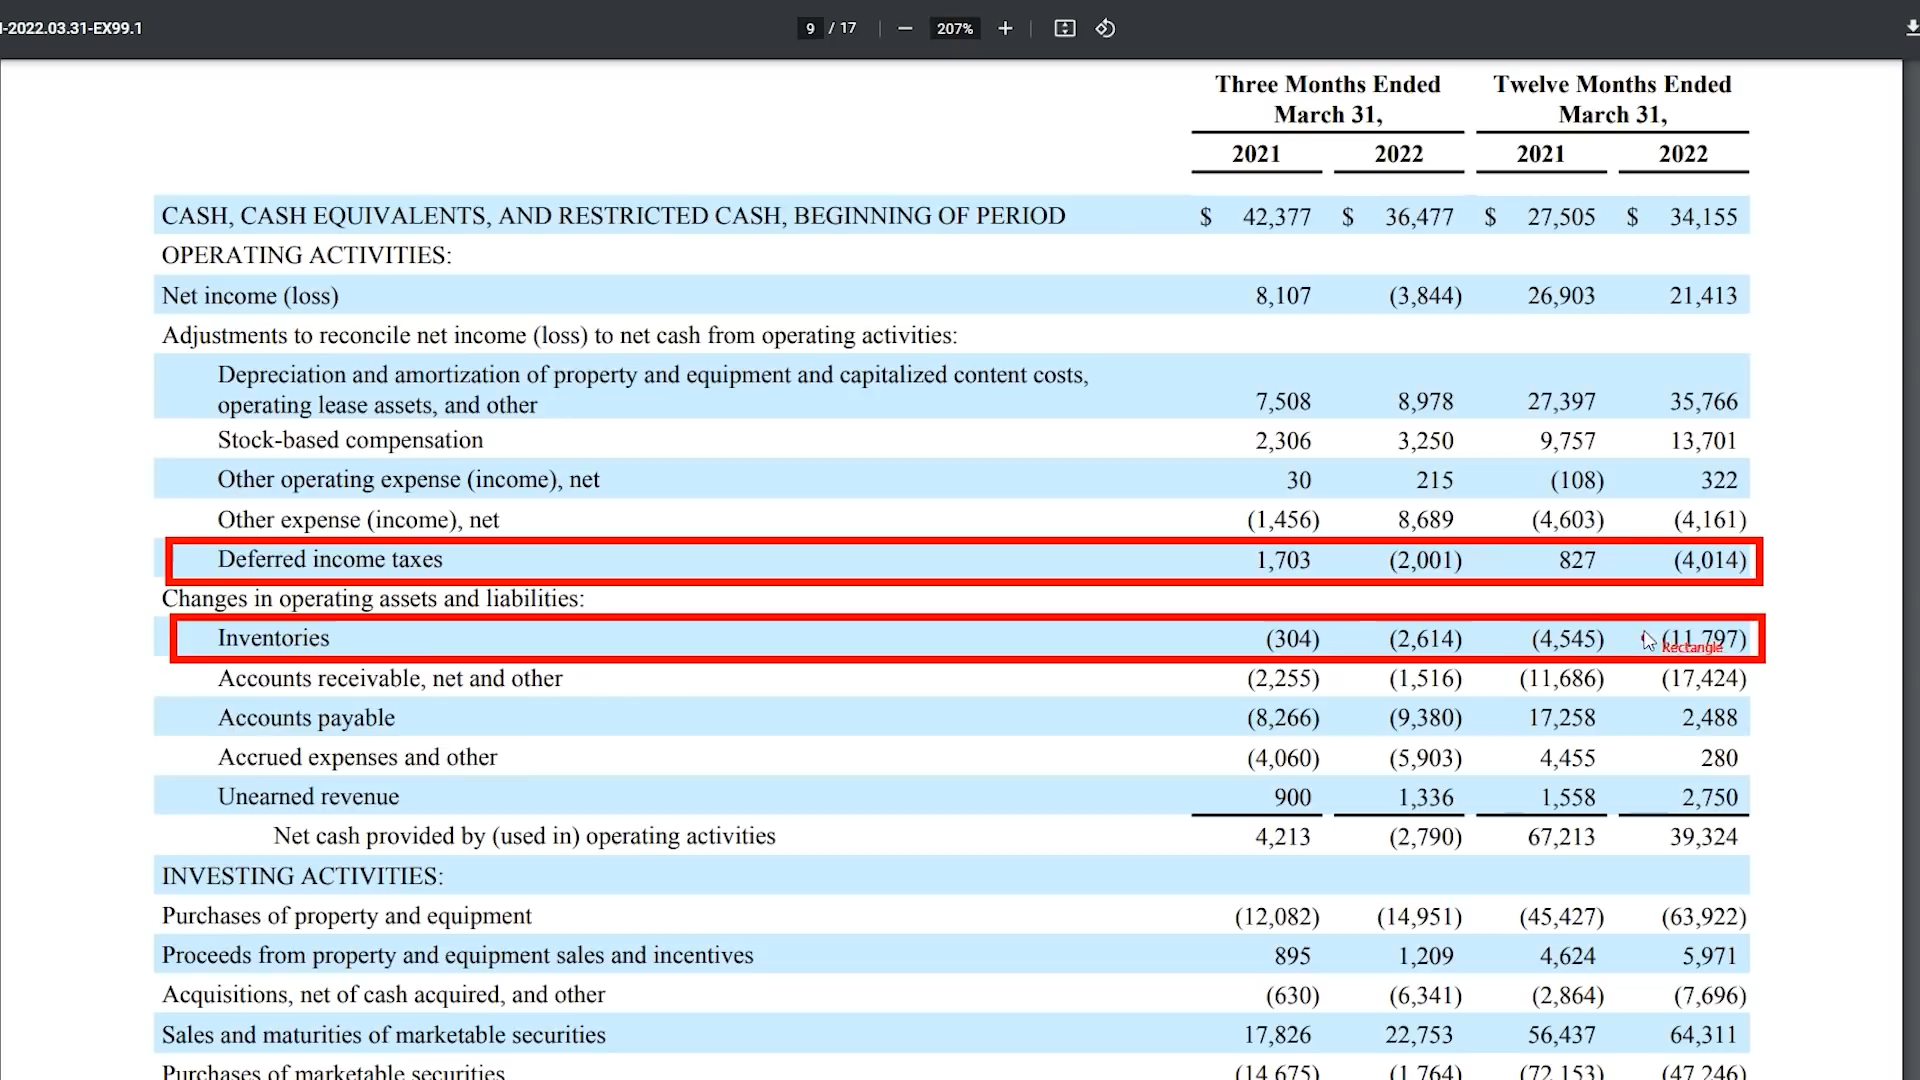 I-2022.03.31-EX99.1 9 / 17 207%
Three Months Ended March 31, Twelve Months Ended March 31,
2021 2022 2021 2022
CASH, CASH EQUIVALENTS, AND RESTRICTED CASH, BEGINNING OF PERIOD $ 42,377 $ 36,477 $ 27,505 $ 34,155
OPERATING ACTIVITIES:
Net income (loss) 8,107 (3,844) 26,903 21,413
Adjustments to reconcile net income (loss) to net cash from operating activities:
Depreciation and amortization of property and equipment and capitalized content costs,
operating lease assets, and other 7,508 8,978 27,397 35,766
Stock-based compensation 2,306 3,250 9,757 13,701
Other operating expense (income), net 30 215 (108) 322
Other expense (income), net (1,456) 8,689 (4,603) (4,161)
Deferred income taxes 1,703 (2,001) 827 (4,014)
Changes in operating assets and liabilities:
Inventories (304) (2,614) (4,545) (11,797)
Rectangle
Accounts receivable, net and other (2,255) (1,516) (11,686) (17,424)
Accounts payable (8,266) (9,380) 17,258 2,488
Accrued expenses and other (4,060) (5,903) 4,455 280
Unearned revenue 900 1,336 1,558 2,750
Net cash provided by (used in) operating activities 4,213 (2,790) 67,213 39,324
INVESTING ACTIVITIES:
Purchases of property and equipment (12,082) (14,951) (45,427) (63,922)
Proceeds from property and equipment sales and incentives 895 1,209 4,624 5,971
Acquisitions, net of cash acquired, and other (630) (6,341) (2,864) (7,696)
Sales and maturities of marketable securities 17,826 22,753 56,437 64,311
Purchases of marketable securities (14,675) (1,764) (72,153) (47,246)